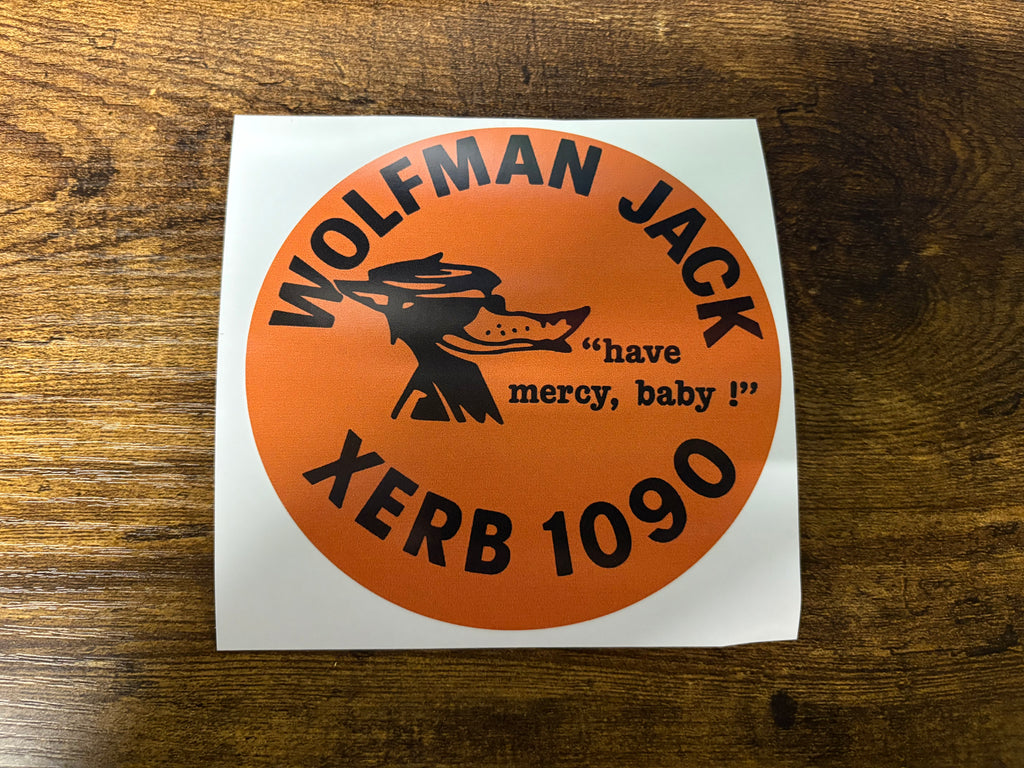 WOLFMAN JACK
“have
mercy, baby !”
XERB 1090